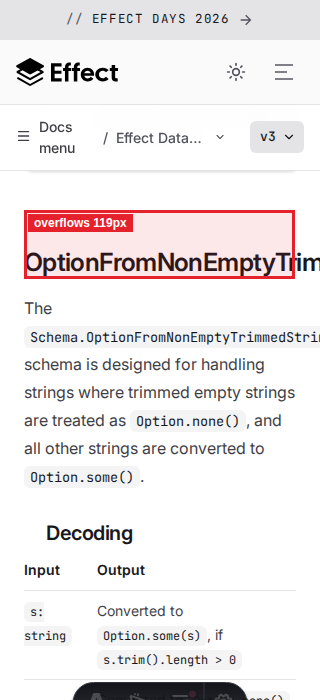 // EFFECT DAYS 2026 →
Effect
Docs
menu
/ Effect Data...
v3
overflows 119px
OptionFromNonEmptyTrim
The
Schema.OptionFromNonEmptyTrimmedStrin
schema is designed for handling
strings where trimmed empty strings
are treated as Option.none() , and
all other strings are converted to
Option.some() .
Decoding
Input Output
s: Converted to
string Option.some(s) , if
s.trim().length > 0